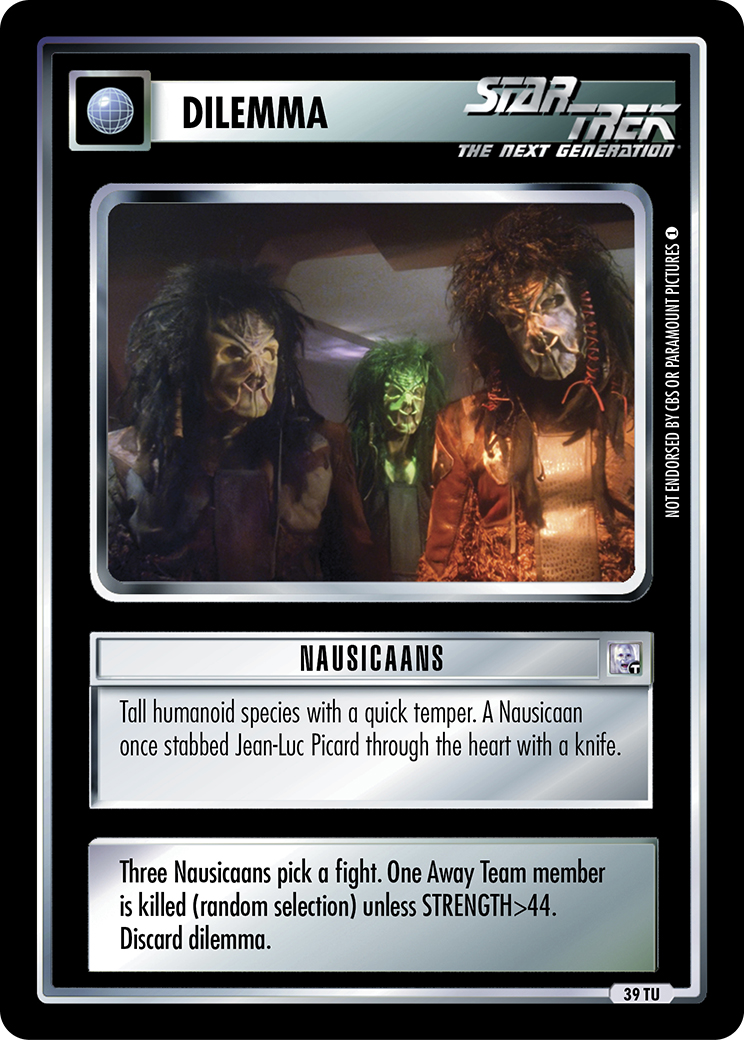 DILEMMA
STAR TREK
THE NEXT GENERATION
NOT ENDORSED BY CBS OR PARAMOUNT PICTURES 1
NAUSICAANS
T
Tall humanoid species with a quick temper. A Nausicaan
once stabbed Jean-Luc Picard through the heart with a knife.
Three Nausicaans pick a fight. One Away Team member
is killed (random selection) unless STRENGTH>44.
Discard dilemma.
39 TU